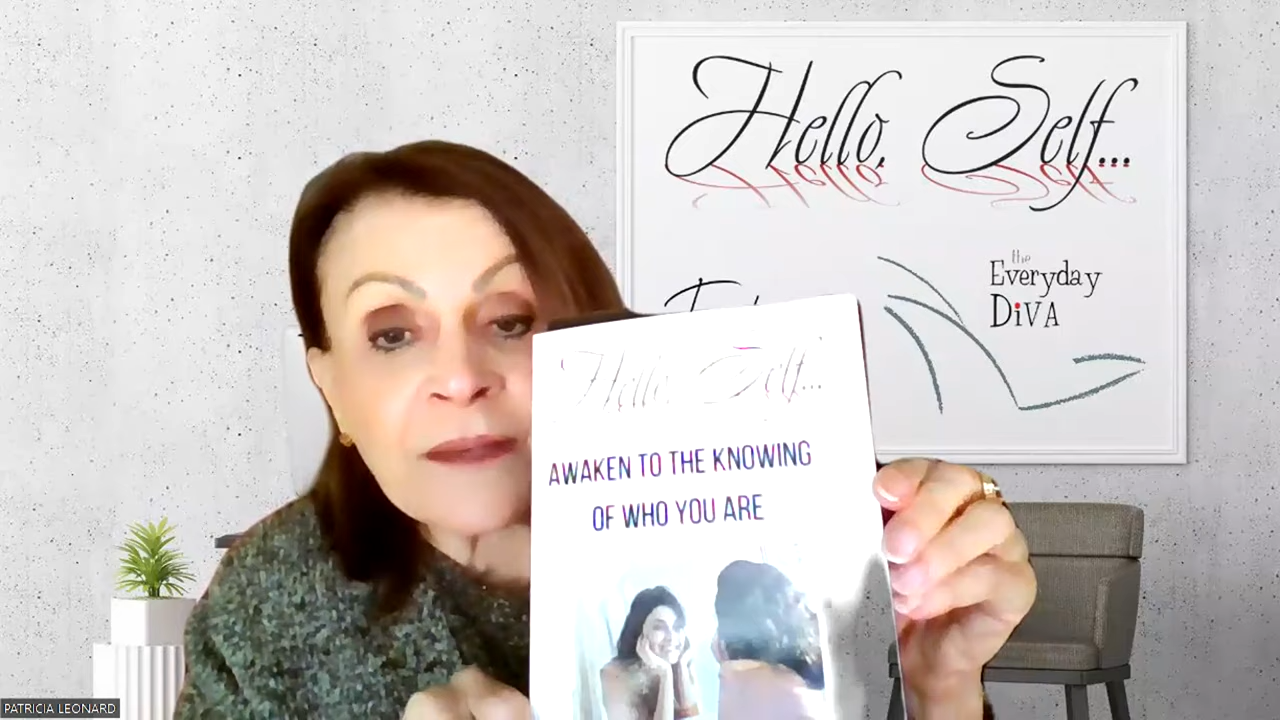 Hello, Self...
the
Everyday
DiVA
Hello, Self...
AWAKEN TO THE KNOWING
OF WHO YOU ARE
PATRICIA LEONARD